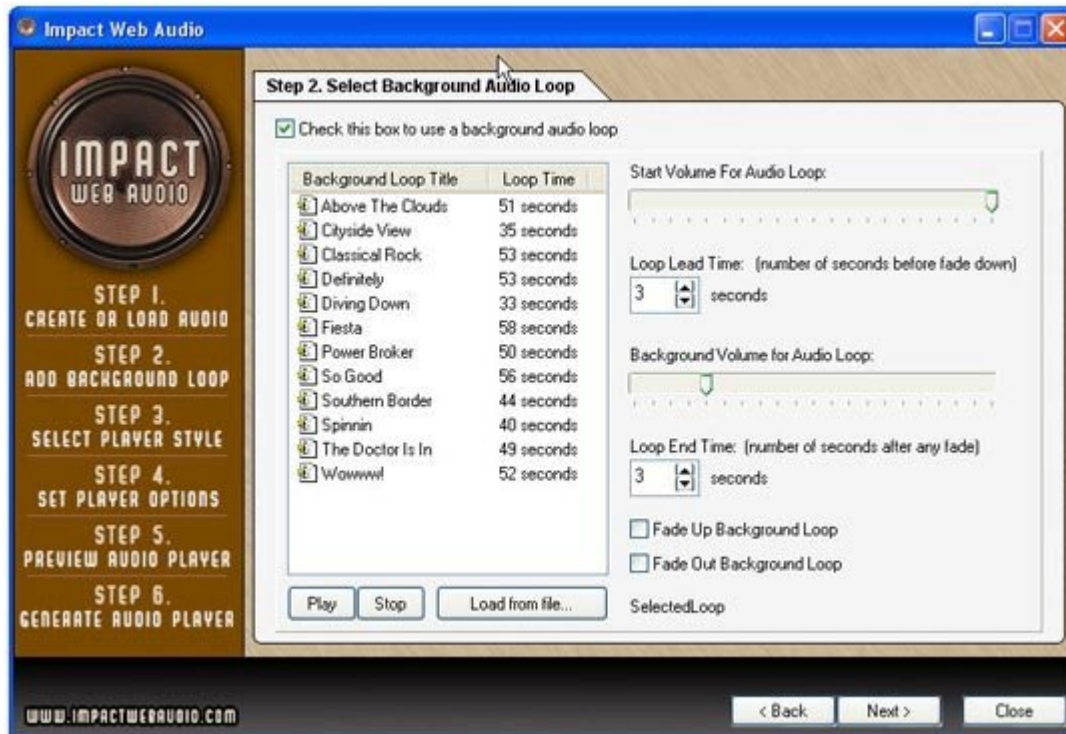 Impact Web Audio
IMPACT
WEB AUDIO
STEP 1.
CREATE OR LOAD AUDIO
STEP 2.
ADD BACKGROUND LOOP
STEP 3.
SELECT PLAYER STYLE
STEP 4.
SET PLAYER OPTIONS
STEP 5.
PREVIEW AUDIO PLAYER
STEP 6.
GENERATE AUDIO PLAYER
WWW.IMPACTWEBAUDIO.COM
Step 2. Select Background Audio Loop
Check this box to use a background audio loop
Background Loop Title Loop Time
Above The Clouds 51 seconds
Cityside View 35 seconds
Classical Rock 53 seconds
Definitely 53 seconds
Diving Down 33 seconds
Fiesta 58 seconds
Power Broker 50 seconds
So Good 56 seconds
Southern Border 44 seconds
Spinnin 40 seconds
The Doctor Is In 49 seconds
Wowww! 52 seconds
Play Stop Load from file...
Start Volume For Audio Loop:
Loop Lead Time: (number of seconds before fade down)
3 seconds
Background Volume for Audio Loop:
Loop End Time: (number of seconds after any fade)
3 seconds
Fade Up Background Loop
Fade Out Background Loop
SelectedLoop
< Back Next > Close